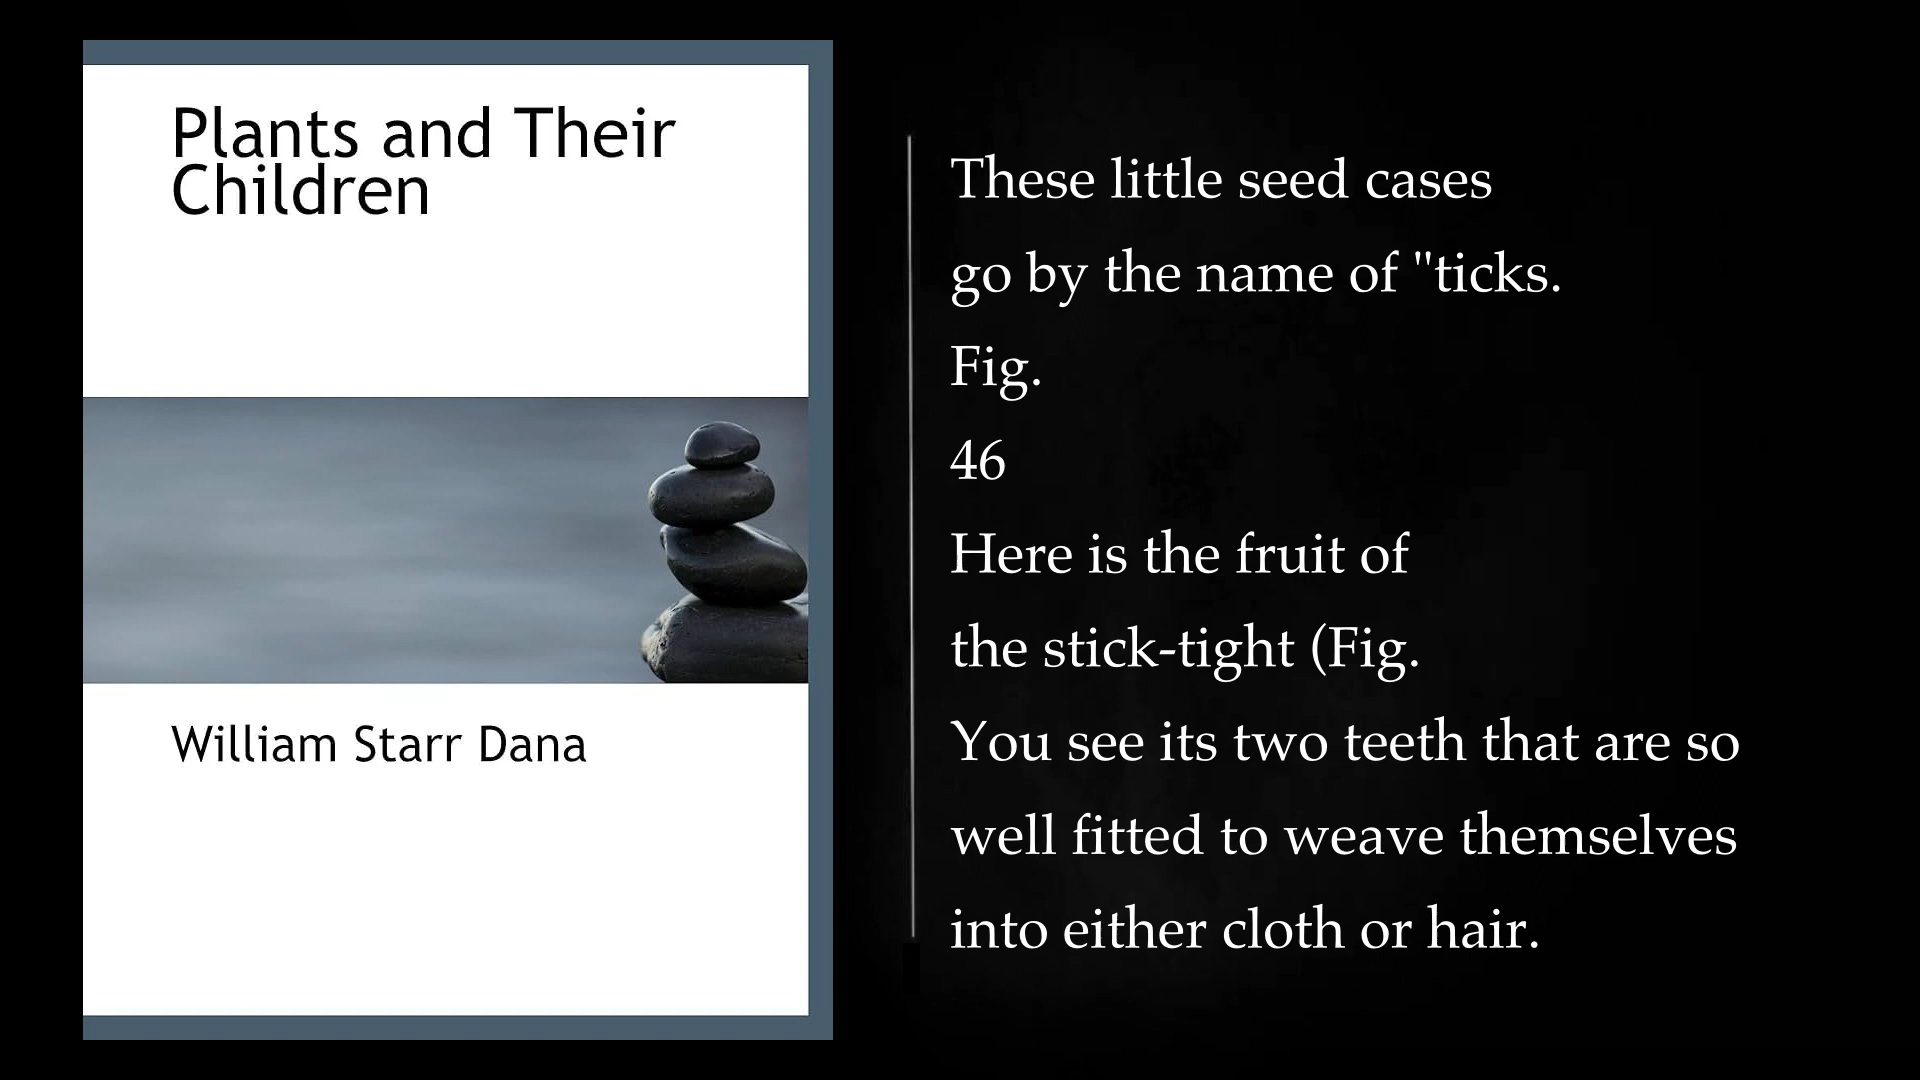 Plants and Their
Children
William Starr Dana
These little seed cases
go by the name of "ticks.
Fig.
46
Here is the fruit of
the stick-tight (Fig.
You see its two teeth that are so
well fitted to weave themselves
into either cloth or hair.